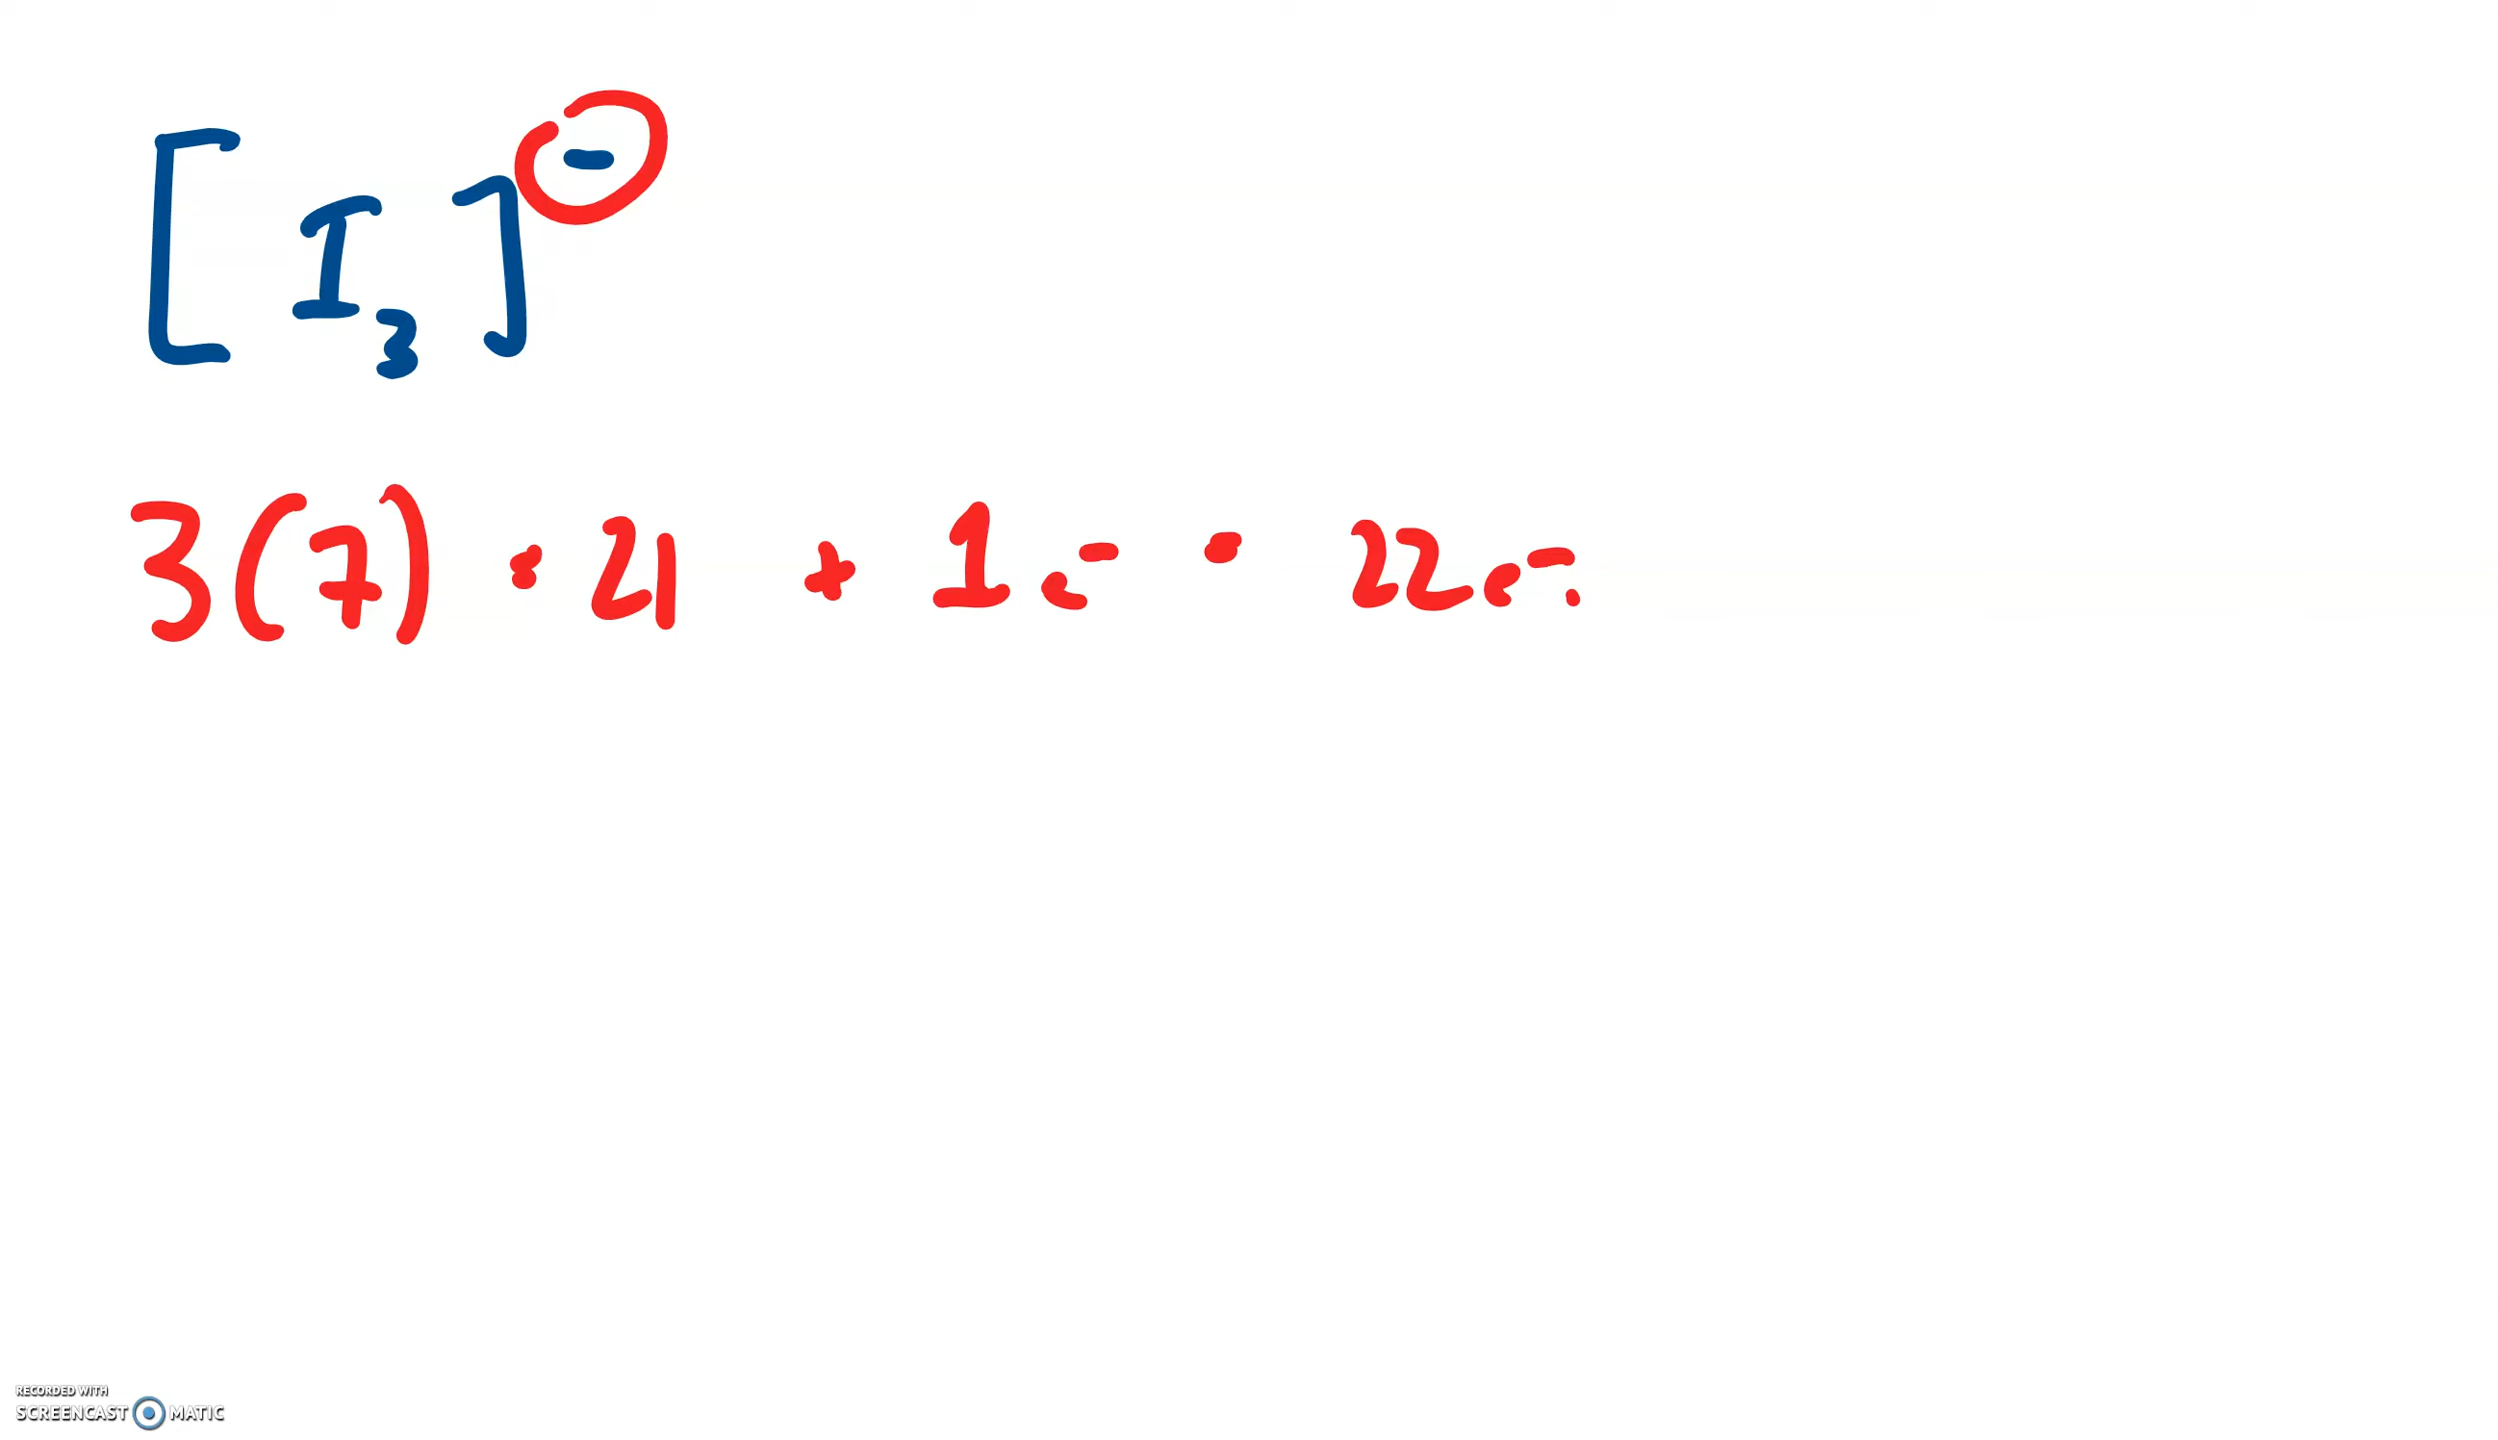 [I₃]⁻
3(7) = 21 + 1e⁻ = 22e⁻
RECORDED WITH
SCREENCAST MATIC